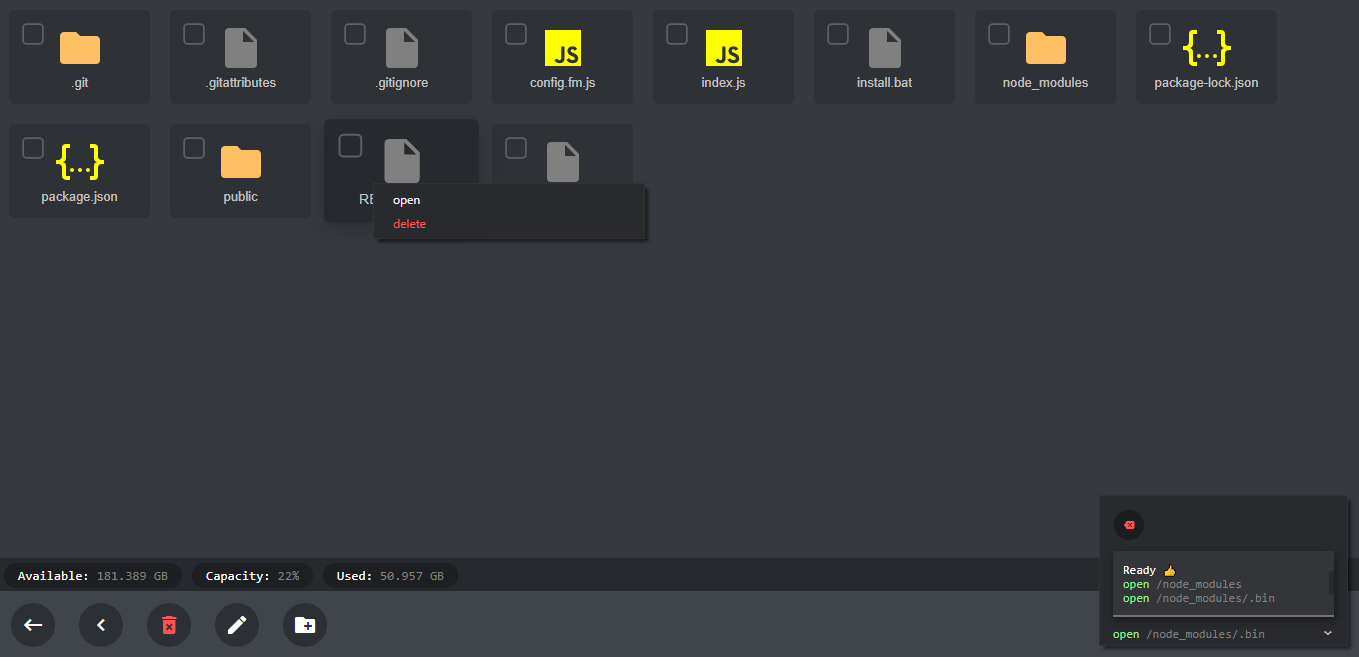 .git
.gitattributes
.gitignore
JS
config.fm.js
JS
index.js
install.bat
node_modules
{...}
package-lock.json
{...}
package.json
public
open
delete
Available: 181.389 GB
Capacity: 22%
Used: 50.957 GB
Ready 👍
open /node_modules
open /node_modules/.bin
open /node_modules/.bin